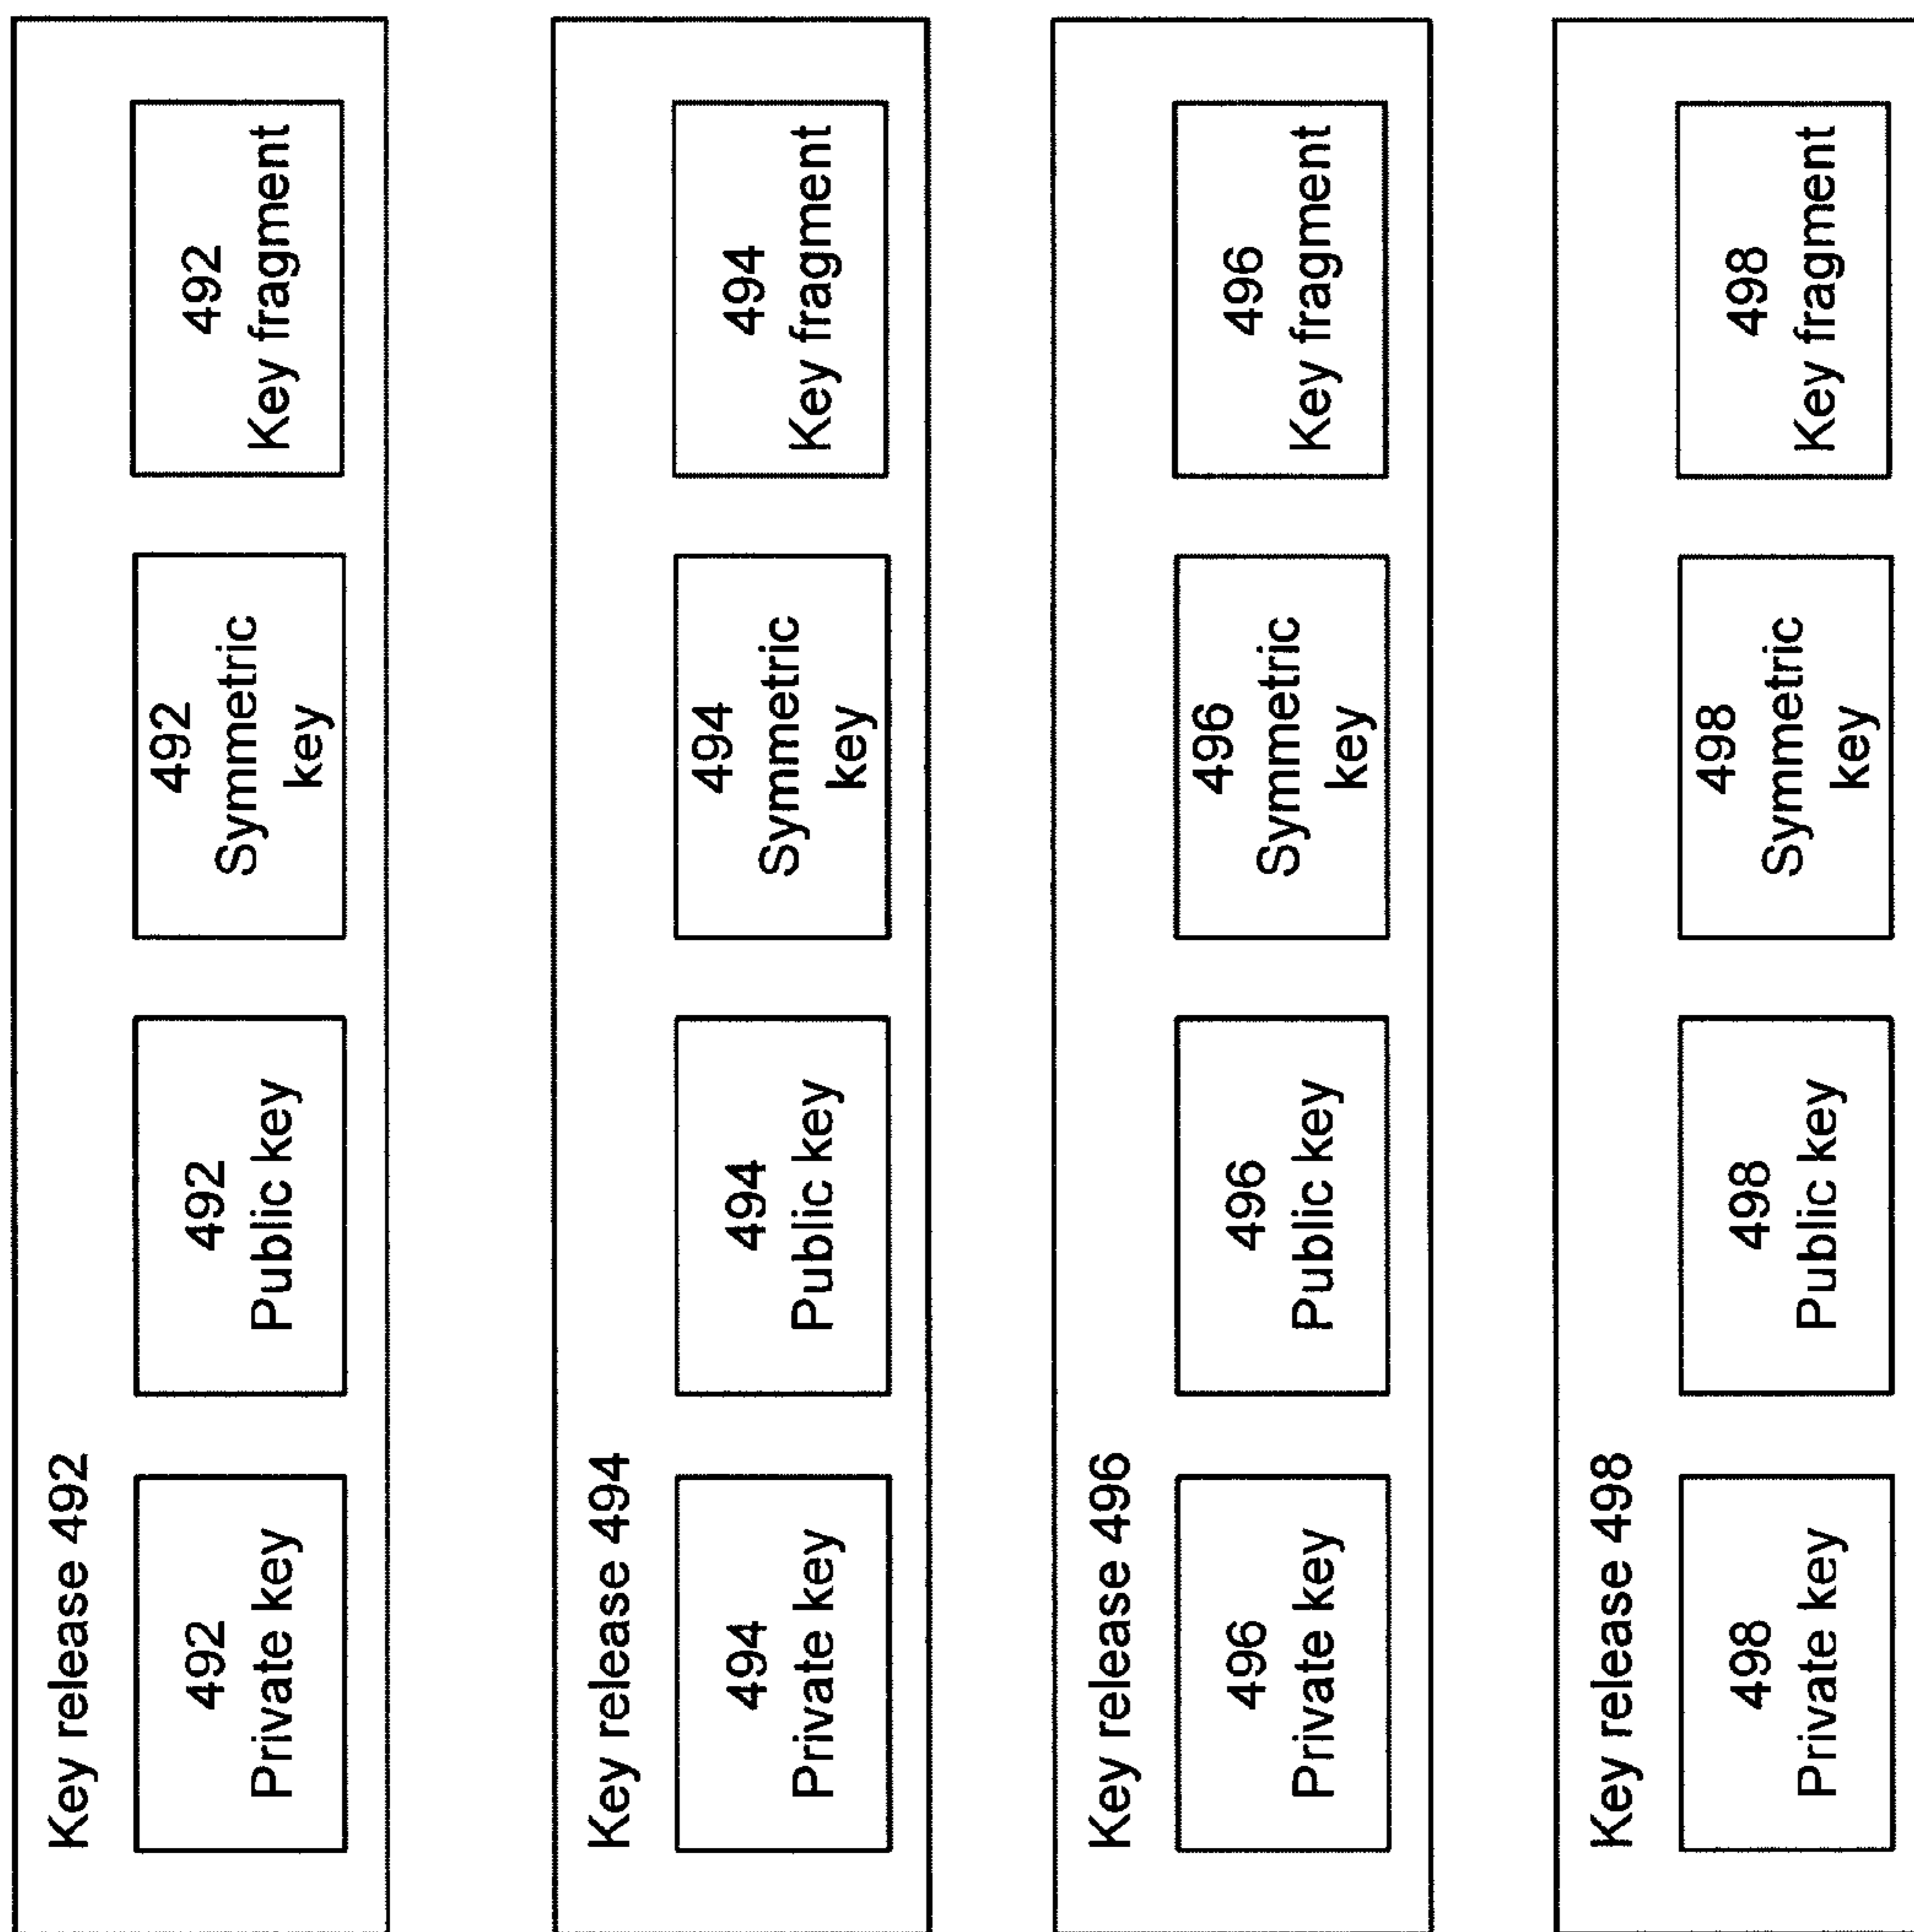 Key release 492
492
Private key
492
Public key
492
Symmetric
key
492
Key fragment
Key release 494
494
Private key
494
Public key
494
Symmetric
key
494
Key fragment
Key release 496
496
Private key
496
Public key
496
Symmetric
key
496
Key fragment
Key release 498
498
Private key
498
Public key
498
Symmetric
key
498
Key fragment